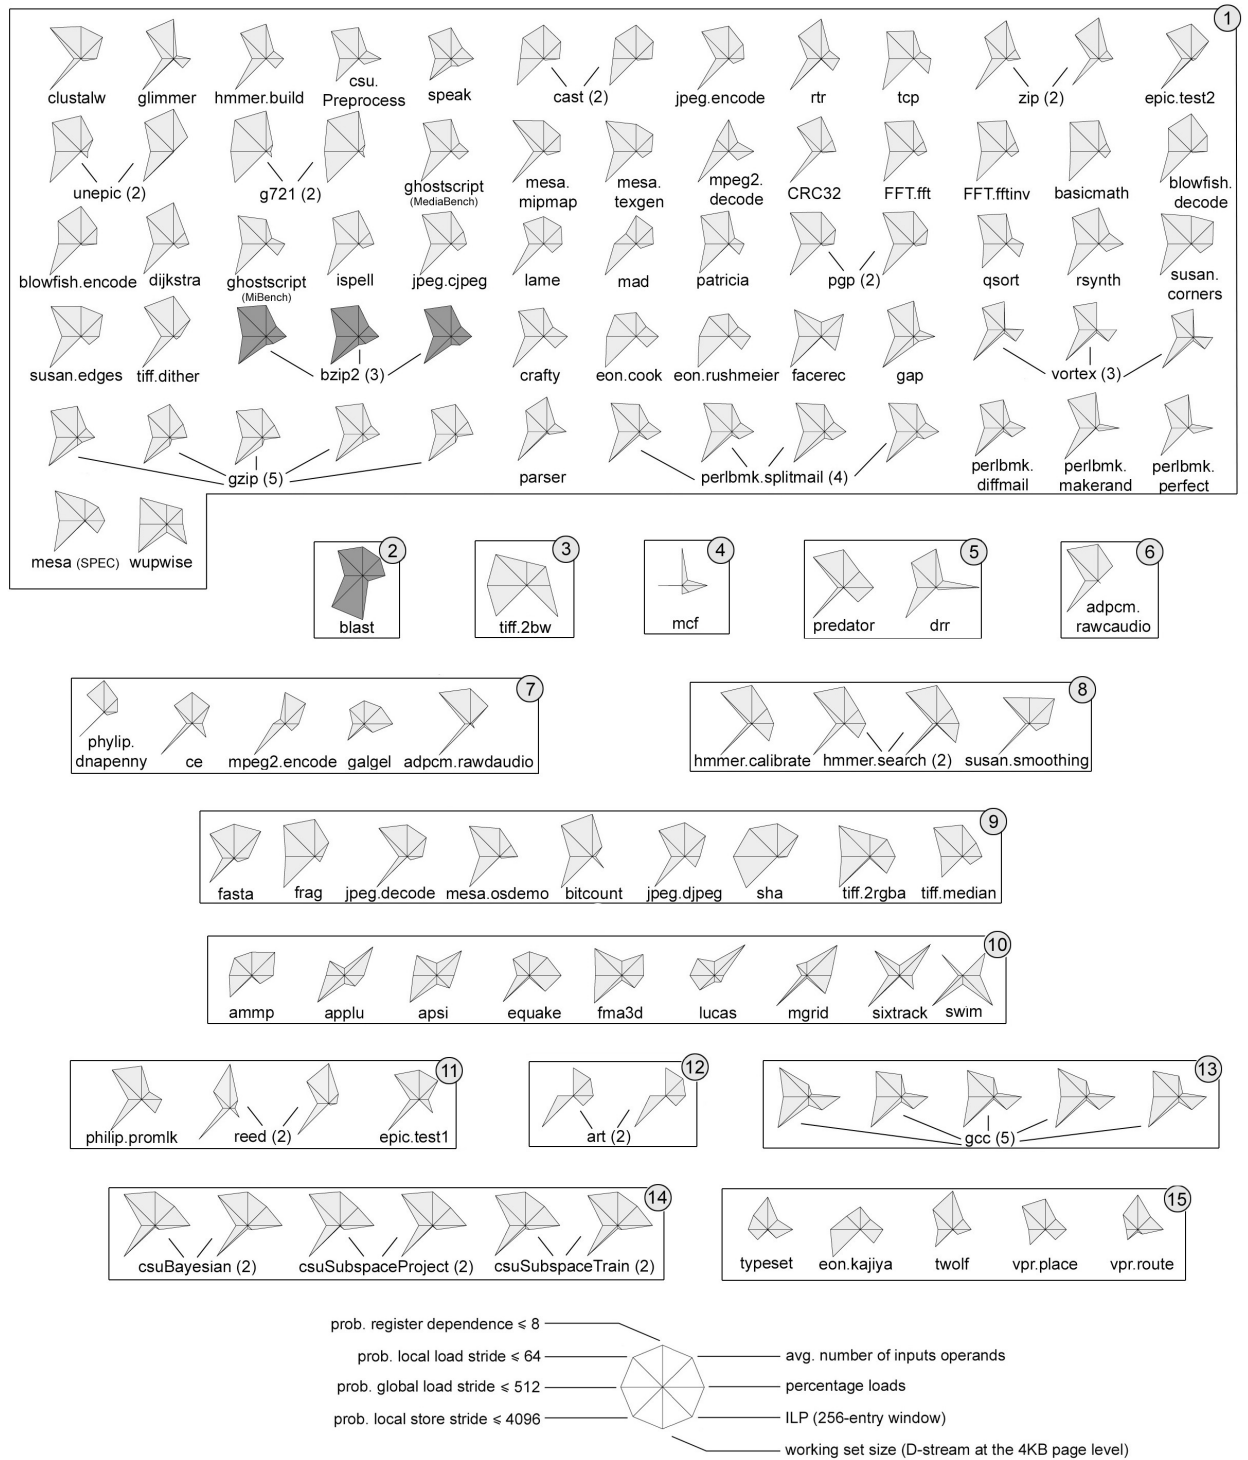 1
clustalw glimmer hmmer.build csu. Preprocess speak cast (2) jpeg.encode rtr tcp zip (2) epic.test2
unepic (2) g721 (2) ghostscript (MediaBench) mesa. mipmap mesa. texgen mpeg2. decode CRC32 FFT.fft FFT.fftinv basicmath blowfish. decode
blowfish.encode dijkstra ghostscript (MiBench) ispell jpeg.cjpeg lame mad patricia pgp (2) qsort rsynth susan. corners
susan.edges tiff.dither bzip2 (3) crafty eon.cook eon.rushmeier facerec gap vortex (3)
gzip (5) parser perlbmk.splitmail (4) perlbmk. diffmail perlbmk. makerand perlbmk. perfect
mesa (SPEC) wupwise
2
blast
3
tiff.2bw
4
mcf
5
predator drr
6
adpcm.
rawcaudio
7
phylip.
dnapenny ce mpeg2.encode galgel adpcm.rawdaudio
8
hmmer.calibrate hmmer.search (2) susan.smoothing
9
fasta frag jpeg.decode mesa.osdemo bitcount jpeg.djpeg sha tiff.2rgba tiff.median
10
ammp applu apsi equake fma3d lucas mgrid sixtrack swim
11
philip.promlk reed (2) epic.test1
12
art (2)
13
gcc (5)
14
csuBayesian (2) csuSubspaceProject (2) csuSubspaceTrain (2)
15
typeset eon.kajiya twolf vpr.place vpr.route
prob. register dependence ⩽ 8
prob. local load stride ⩽ 64
prob. global load stride ⩽ 512
prob. local store stride ⩽ 4096
avg. number of inputs operands
percentage loads
ILP (256-entry window)
working set size (D-stream at the 4KB page level)